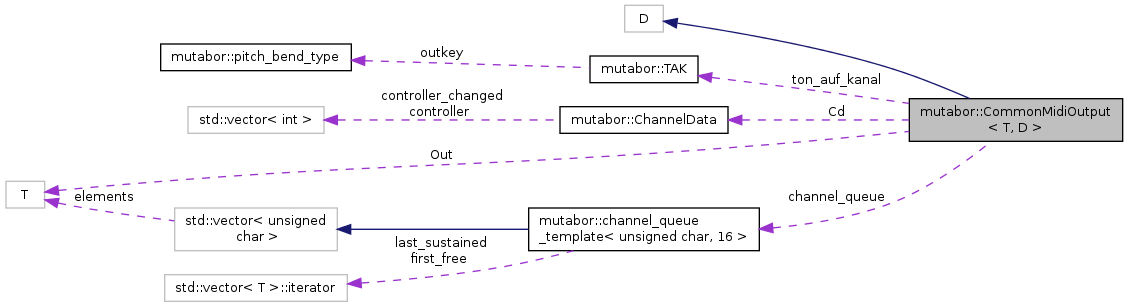 D
mutabor::pitch_bend_type
outkey
mutabor::TAK
ton_auf_kanal
controller_changed
controller
std::vector< int >
mutabor::ChannelData
Cd
mutabor::CommonMidiOutput
< T, D >
Out
T
elements
channel_queue
std::vector< unsigned
char >
mutabor::channel_queue
_template< unsigned char, 16 >
last_sustained
first_free
std::vector< T >::iterator